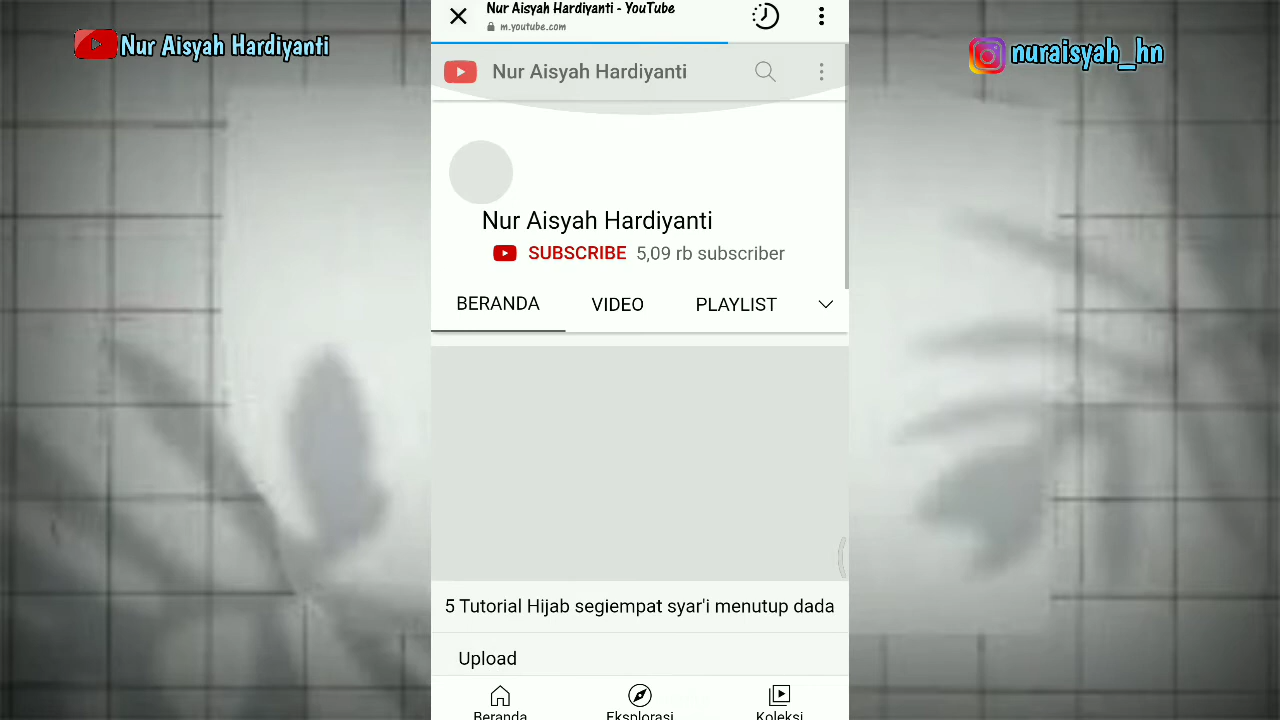 Nur Aisyah Hardiyanti
nuraisyah_hn
Nur Aisyah Hardiyanti - YouTube
m.youtube.com
Nur Aisyah Hardiyanti
Nur Aisyah Hardiyanti
SUBSCRIBE 5,09 rb subscriber
BERANDA VIDEO PLAYLIST
5 Tutorial Hijab segiempat syar'i menutup dada
Upload
Beranda Eksplorasi Koleksi